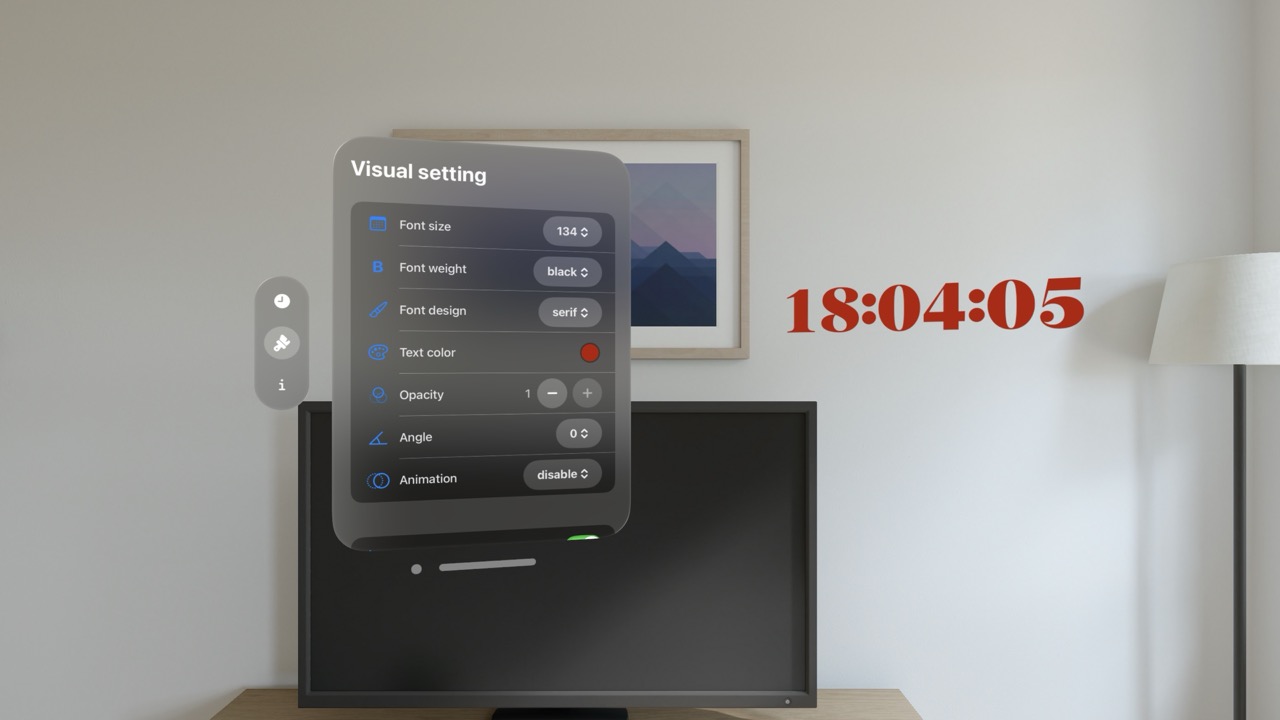 Visual setting
Font size 134
Font weight black
Font design serif
Text color
Opacity 1
Angle 0
Animation disable
18:04:05